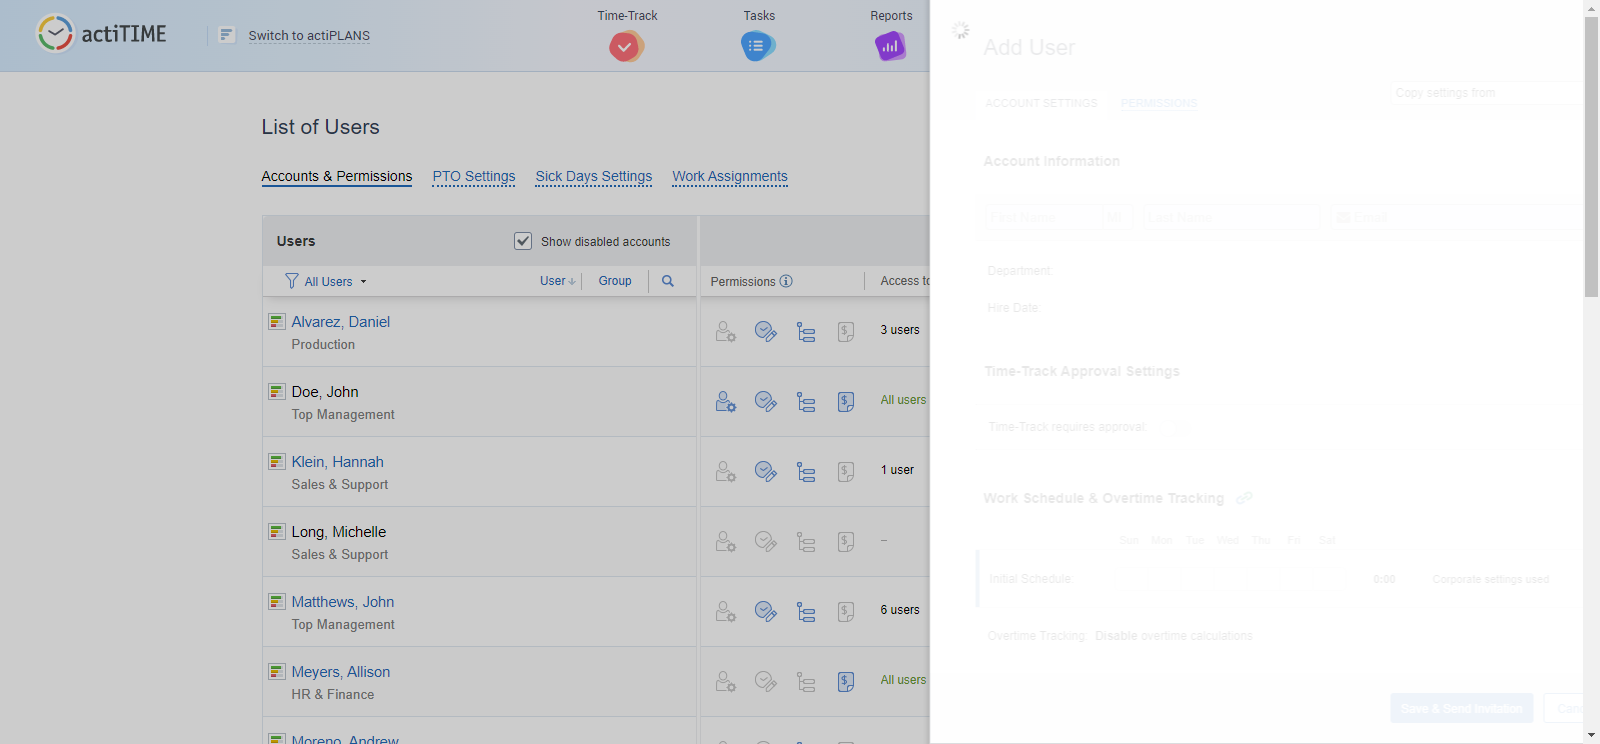 actiTIME
Switch to actiPLANS
Time-Track
Tasks
Reports
List of Users
Accounts & Permissions
PTO Settings
Sick Days Settings
Work Assignments
Users
Show disabled accounts
All Users
User
Group
Permissions
Access to
Alvarez, Daniel
Production
3 users
Doe, John
Top Management
All users
Klein, Hannah
Sales & Support
1 user
Long, Michelle
Sales & Support
–
Matthews, John
Top Management
6 users
Meyers, Allison
HR & Finance
All users
Moreno, Andrew
Add User
ACCOUNT SETTINGS
PERMISSIONS
Copy settings from
Account Information
First Name
MI
Last Name
Email
Department:
Hire Date:
Time-Track Approval Settings
Time-Track requires approval:
Work Schedule & Overtime Tracking
Sun Mon Tue Wed Thu Fri Sat
Initial Schedule:
0:00
Corporate settings used
Overtime Tracking: Disable overtime calculations
Save & Send Invitation